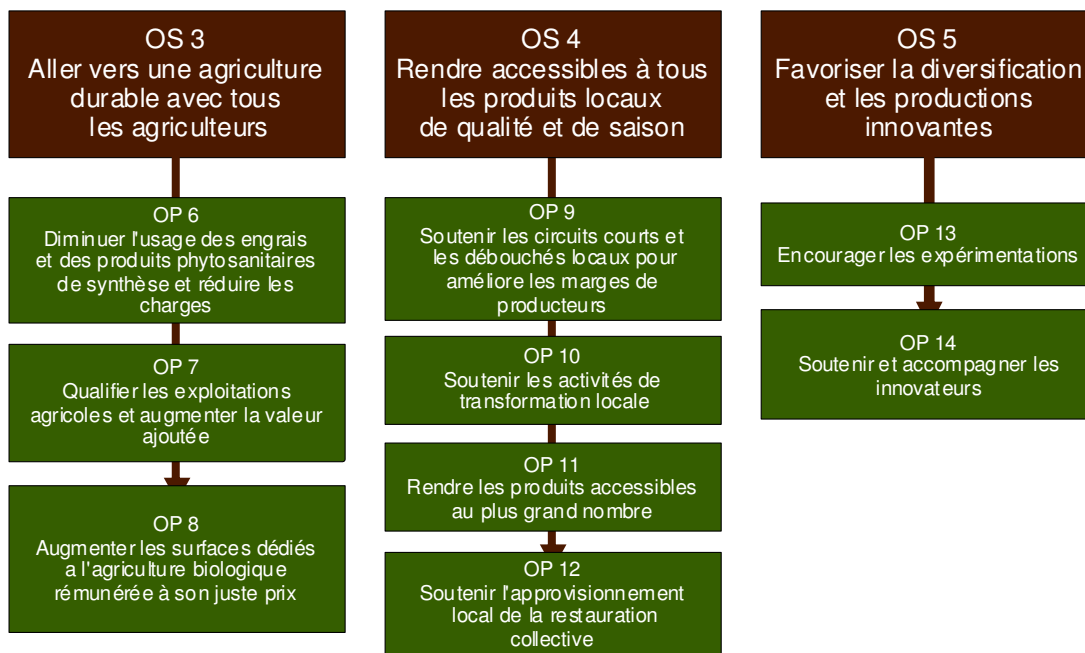 OS 3
Aller vers une agriculture
durable avec tous
les agriculteurs
OP 6
Diminuer l'usage des engrais
et des produits phytosanitaires
de synthèse et réduire les
charges
OP 7
Qualifier les exploitations
agricoles et augmenter la valeur
ajoutée
OP 8
Augmenter les surfaces dédiés
a l'agriculture biologique
rémunérée à son juste prix
OS 4
Rendre accessibles à tous
les produits locaux
de qualité et de saison
OP 9
Soutenir les circuits courts et
les débouchés locaux pour
améliore les marges de
producteurs
OP 10
Soutenir les activités de
transformation locale
OP 11
Rendre les produits accessibles
au plus grand nombre
OP 12
Soutenir l'approvisionnement
local de la restauration
collective
OS 5
Favoriser la diversification
et les productions
innovantes
OP 13
Encourager les expérimentations
OP 14
Soutenir et accompagner les
innovateurs